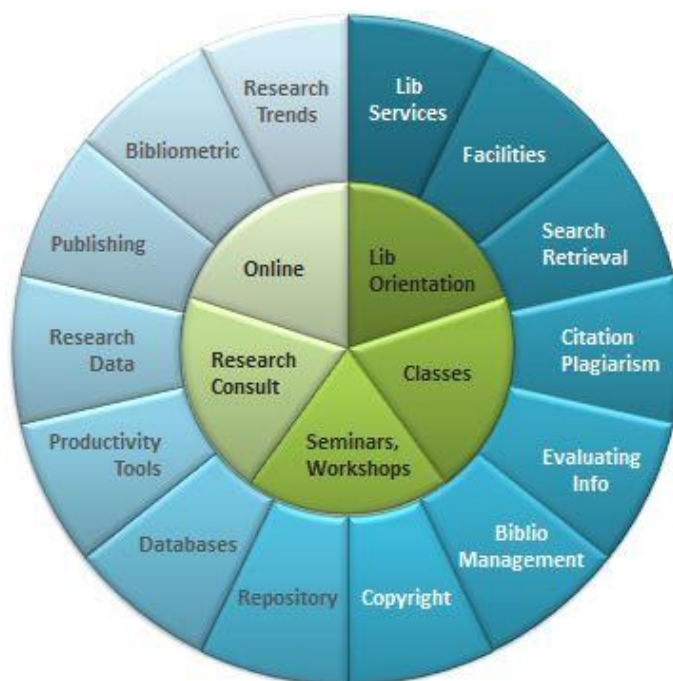 Lib
Services
Facilities
Search
Retrieval
Citation
Plagiarism
Evaluating
Info
Biblio
Management
Copyright
Repository
Databases
Productivity
Tools
Research
Data
Publishing
Bibliometric
Research
Trends
Lib
Orientation
Classes
Seminars,
Workshops
Research
Consult
Online